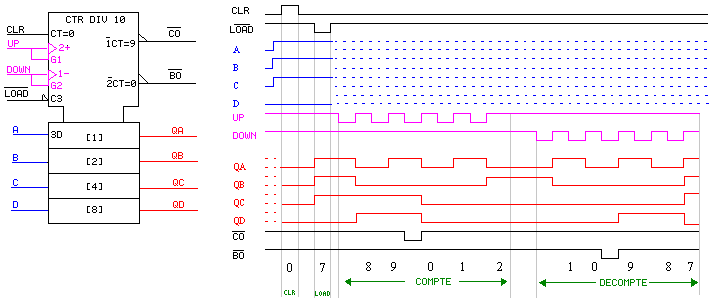 CTR DIV 10
CLR
CT=0
UP
2+
G1
1CT=9
CO
DOWN
1-
G2
2CT=0
BO
LOAD
C3
A
3D
[1]
QA
B
[2]
QB
C
[4]
QC
D
[8]
QD
CLR
LOAD
A
B
C
D
UP
DOWN
QA
QB
QC
QD
CO
BO
0 7 8 9 0 1 2 1 0 9 8 7
COMPTE DECOMPTE
CLR LOAD